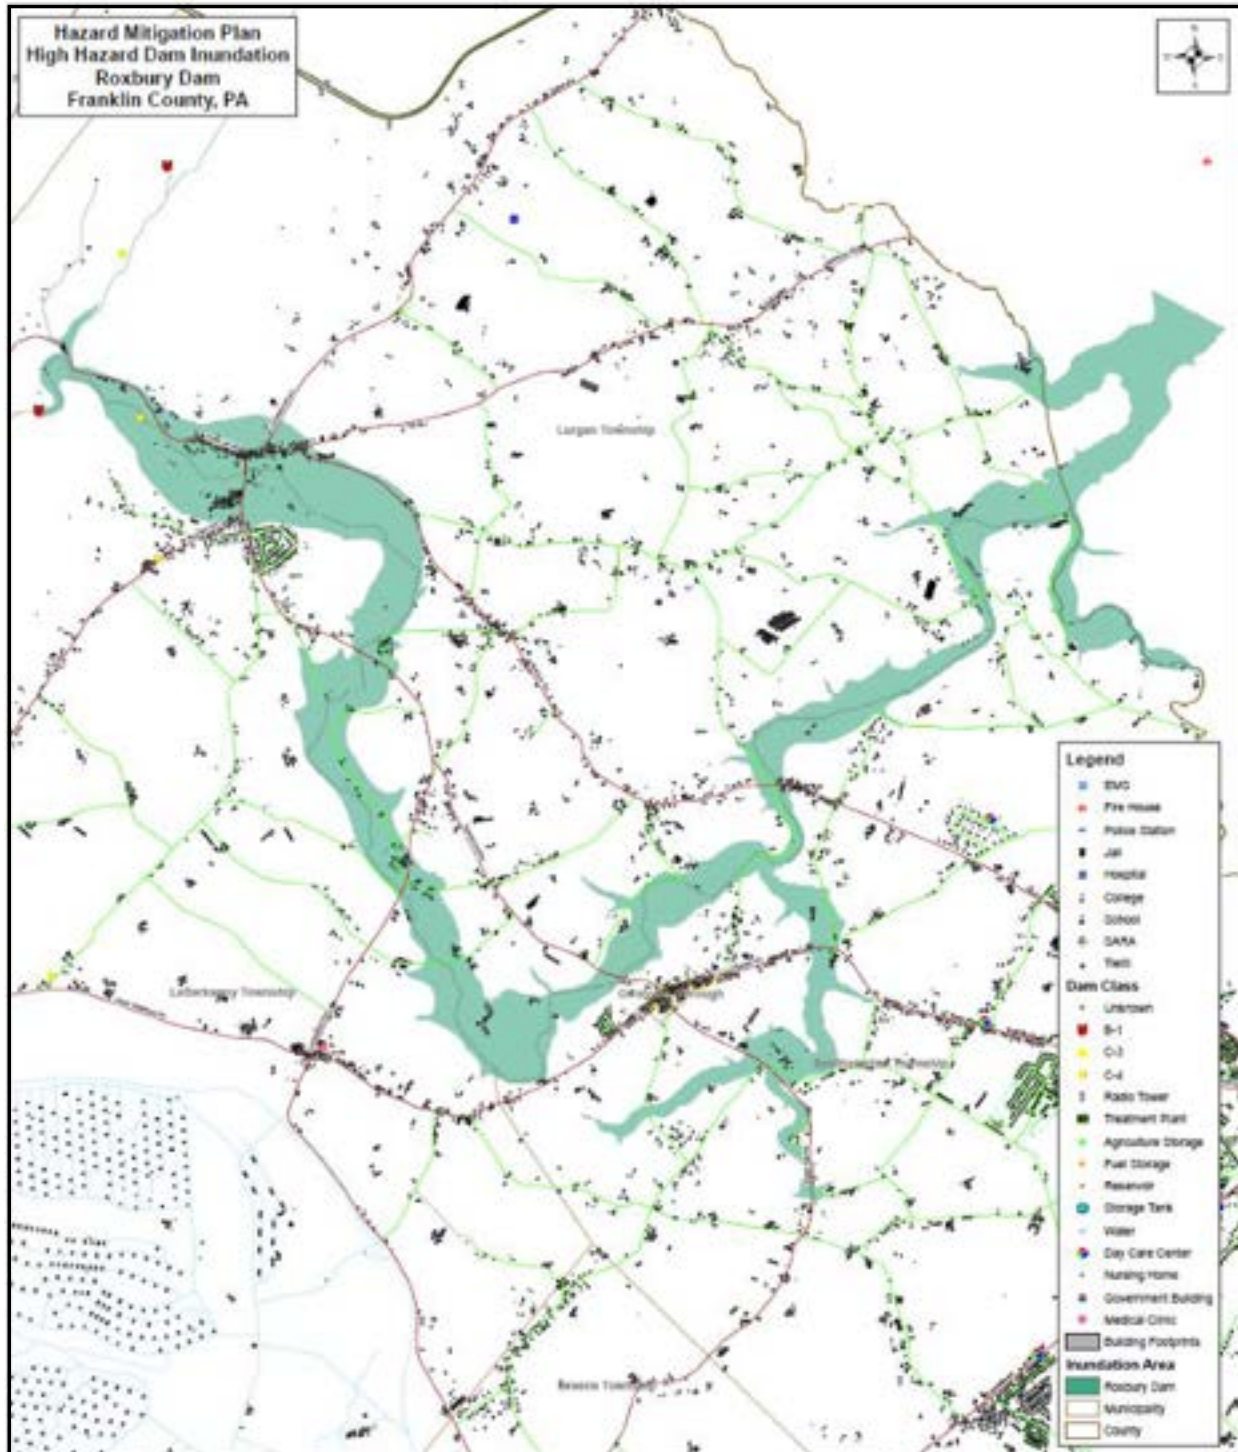 Hazard Mitigation Plan
High Hazard Dam Inundation
Roxbury Dam
Franklin County, PA
N
Lurgan Township
Letterkenny Township
Southampton Township
Legend
EMS
Fire House
Police Station
Jail
Hospital
College
School
SARA
Dam Class
Unknown
B-1
C-3
C-4
Radio Tower
Treatment Plant
Agriculture Storage
Fuel Storage
Reservoir
Storage Tank
Water
Day Care Center
Nursing Home
Government Building
Medical Clinic
Building Footprints
Inundation Area
Roxbury Dam
Municipality
County